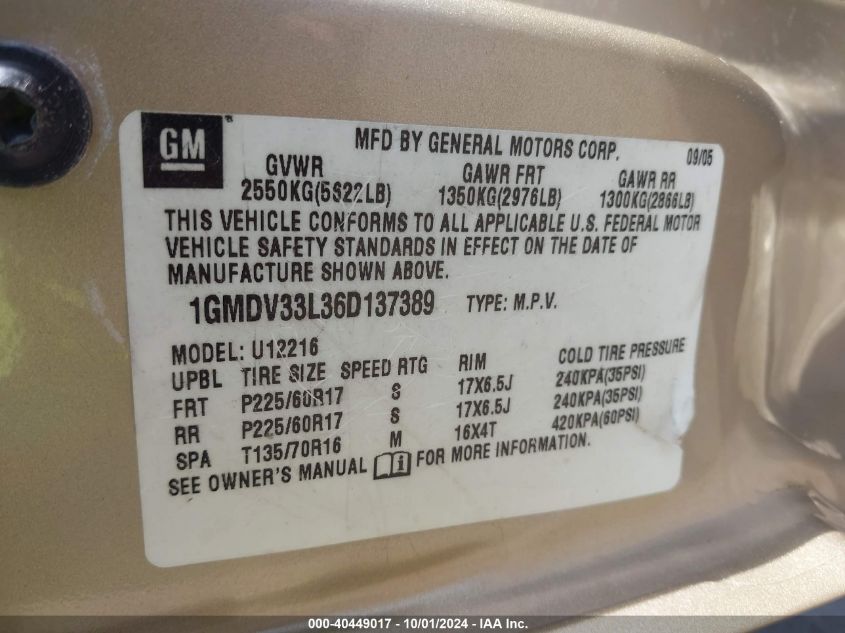 GM ®
MFD BY GENERAL MOTORS CORP. 09/05
GVWR GAWR FRT GAWR RR
2550KG(5622LB) 1350KG(2976LB) 1300KG(2866LB)
THIS VEHICLE CONFORMS TO ALL APPLICABLE U.S. FEDERAL MOTOR
VEHICLE SAFETY STANDARDS IN EFFECT ON THE DATE OF
MANUFACTURE SHOWN ABOVE.
1GMDV33L36D137389 TYPE: M.P.V.
MODEL: U12216
UPBL TIRE SIZE SPEED RTG RIM COLD TIRE PRESSURE
FRT P225/60R17 S 17X6.5J 240KPA(35PSI)
RR P225/60R17 S 17X6.5J 240KPA(35PSI)
SPA T135/70R16 M 16X4T 420KPA(60PSI)
SEE OWNER'S MANUAL i FOR MORE INFORMATION.
000-40449017 - 10/01/2024 - IAA Inc.